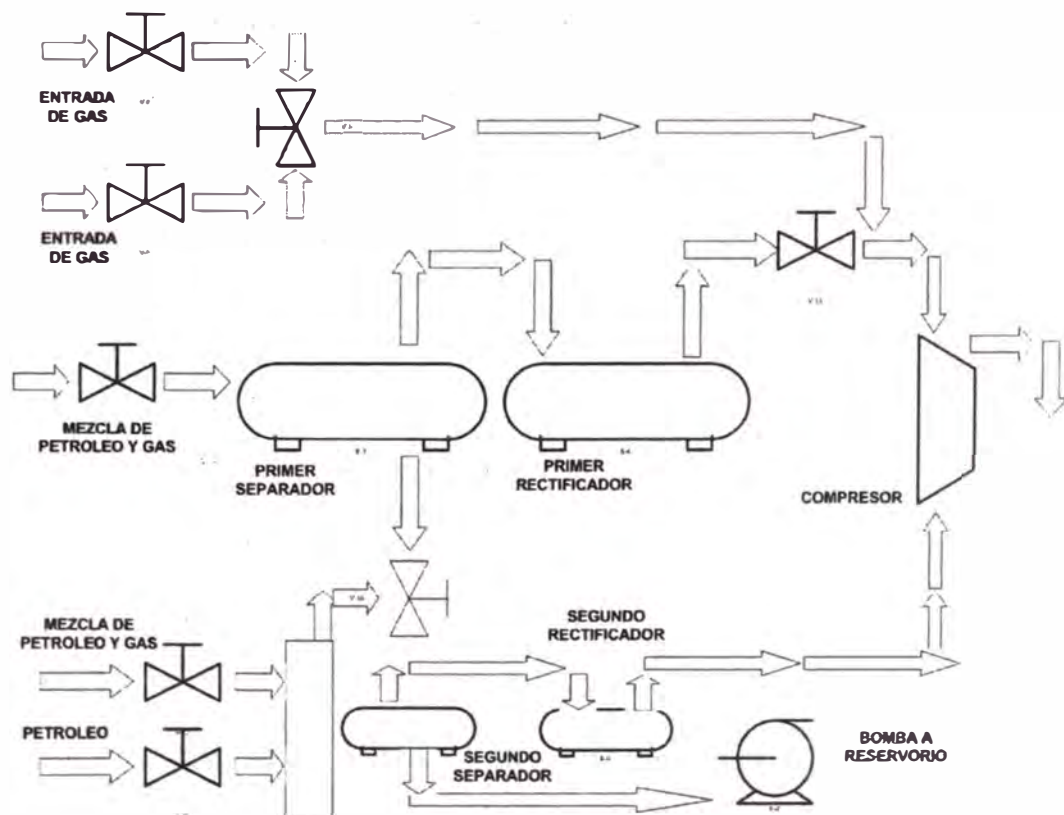 ENTRADA
DE GAS
ENTRADA
DE GAS
MEZCLA DE
PETROLEO Y GAS
PRIMER
SEPARADOR
PRIMER
RECTIFICADOR
COMPRESOR
MEZCLA DE
PETROLEO Y GAS
SEGUNDO
RECTIFICADOR
PETROLEO
SEGUNDO
SEPARADOR
BOMBA A
RESERVORIO